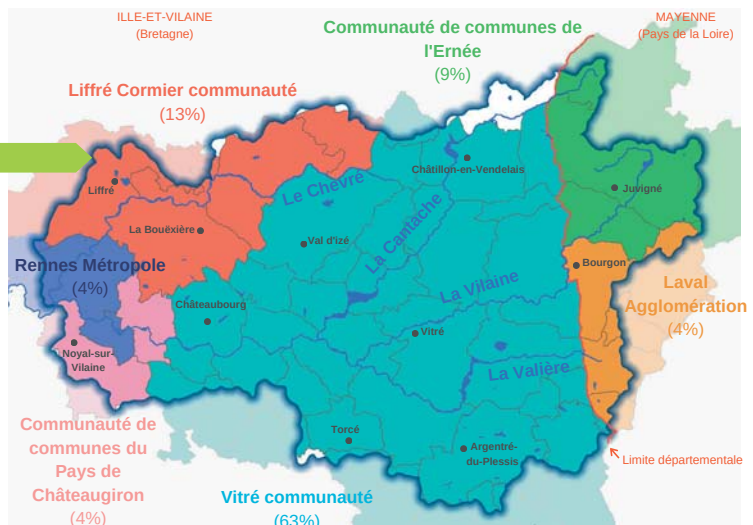 ILLE-ET-VILAINE
(Bretagne)
Communauté de communes de
l'Ernée
(9%)
MAYENNE
(Pays de la Loire)
Liffré Cormier communauté
(13%)
Liffré
Châtillon-en-Vendelais
Juvigné
Le Chevré
La Cantache
La Bouëxière
Val d'izé
Rennes Métropole
(4%)
Bourgon
Laval
Agglomération
(4%)
La Vilaine
Châteaubourg
Vitré
Noyal-sur-
Vilaine
La Valière
Communauté de
communes du
Pays de
Châteaugiron
(4%)
Torcé
Argentré-
du-Plessis
Limite départementale
Vitré communauté
(63%)